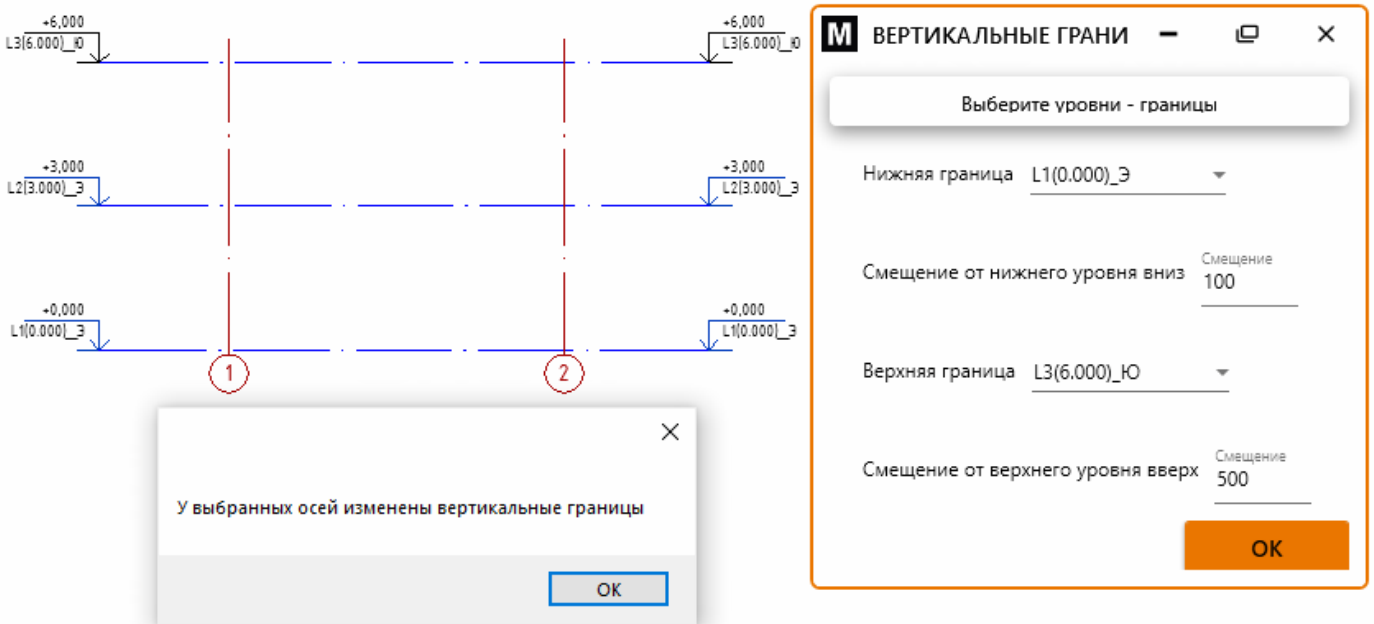 +6,000
L3(6.000)_Ю
+6,000
L3(6.000)_Ю
+3,000
L2(3.000)_Э
+3,000
L2(3.000)_Э
+0,000
L1(0.000)_Э
+0,000
L1(0.000)_Э
1
2
У выбранных осей изменены вертикальные границы
ОК
M ВЕРТИКАЛЬНЫЕ ГРАНИ
Выберите уровни - границы
Нижняя граница L1(0.000)_Э
Смещение
Смещение от нижнего уровня вниз 100
Верхняя граница L3(6.000)_Ю
Смещение
Смещение от верхнего уровня вверх 500
ОК